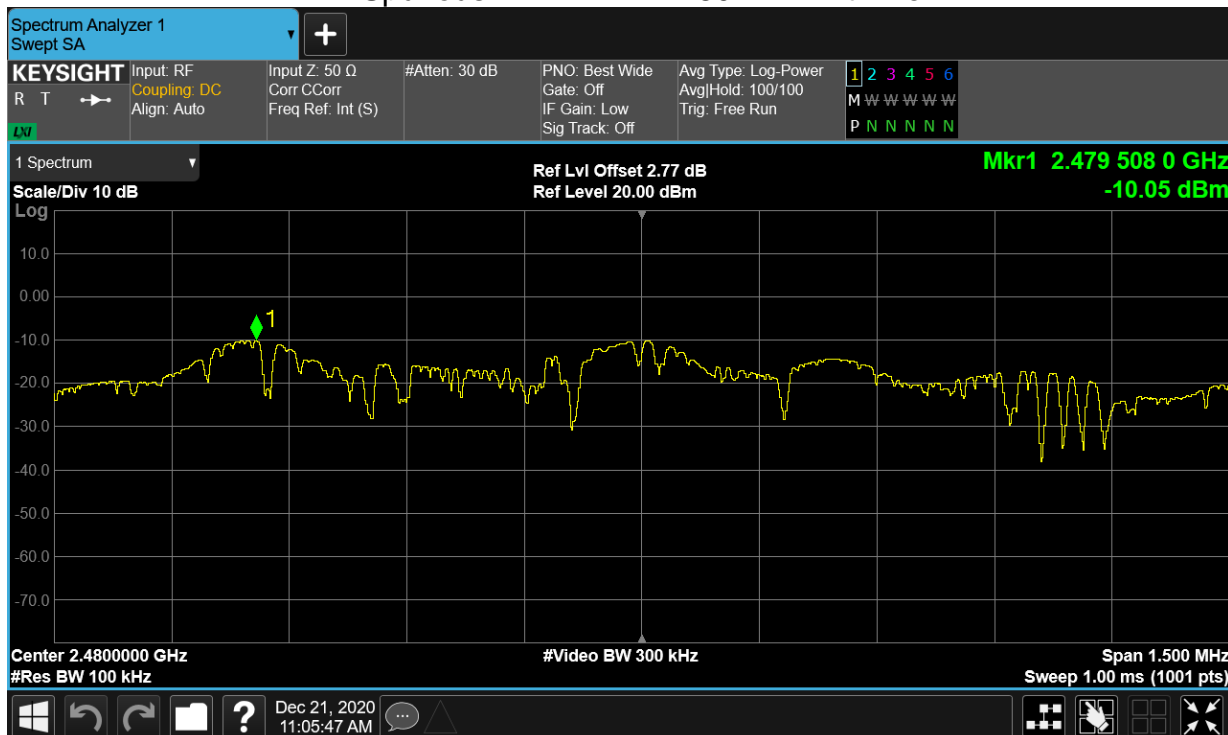 Spectrum Analyzer 1
Swept SA
KEYSIGHT
R T
LXI
Input: RF
Coupling: DC
Align: Auto
Input Z: 50 Ω
Corr CCorr
Freq Ref: Int (S)
#Atten: 30 dB
PNO: Best Wide
Gate: Off
IF Gain: Low
Sig Track: Off
Avg Type: Log-Power
Avg|Hold: 100/100
Trig: Free Run
1 2 3 4 5 6
M W W W W W
P N N N N N
1 Spectrum
Scale/Div 10 dB
Log
Ref Lvl Offset 2.77 dB
Ref Level 20.00 dBm
Mkr1 2.479 508 0 GHz
-10.05 dBm
10.0
0.00
-10.0
-20.0
-30.0
-40.0
-50.0
-60.0
-70.0
1
Center 2.4800000 GHz
#Res BW 100 kHz
#Video BW 300 kHz
Span 1.500 MHz
Sweep 1.00 ms (1001 pts)
?
Dec 21, 2020
11:05:47 AM